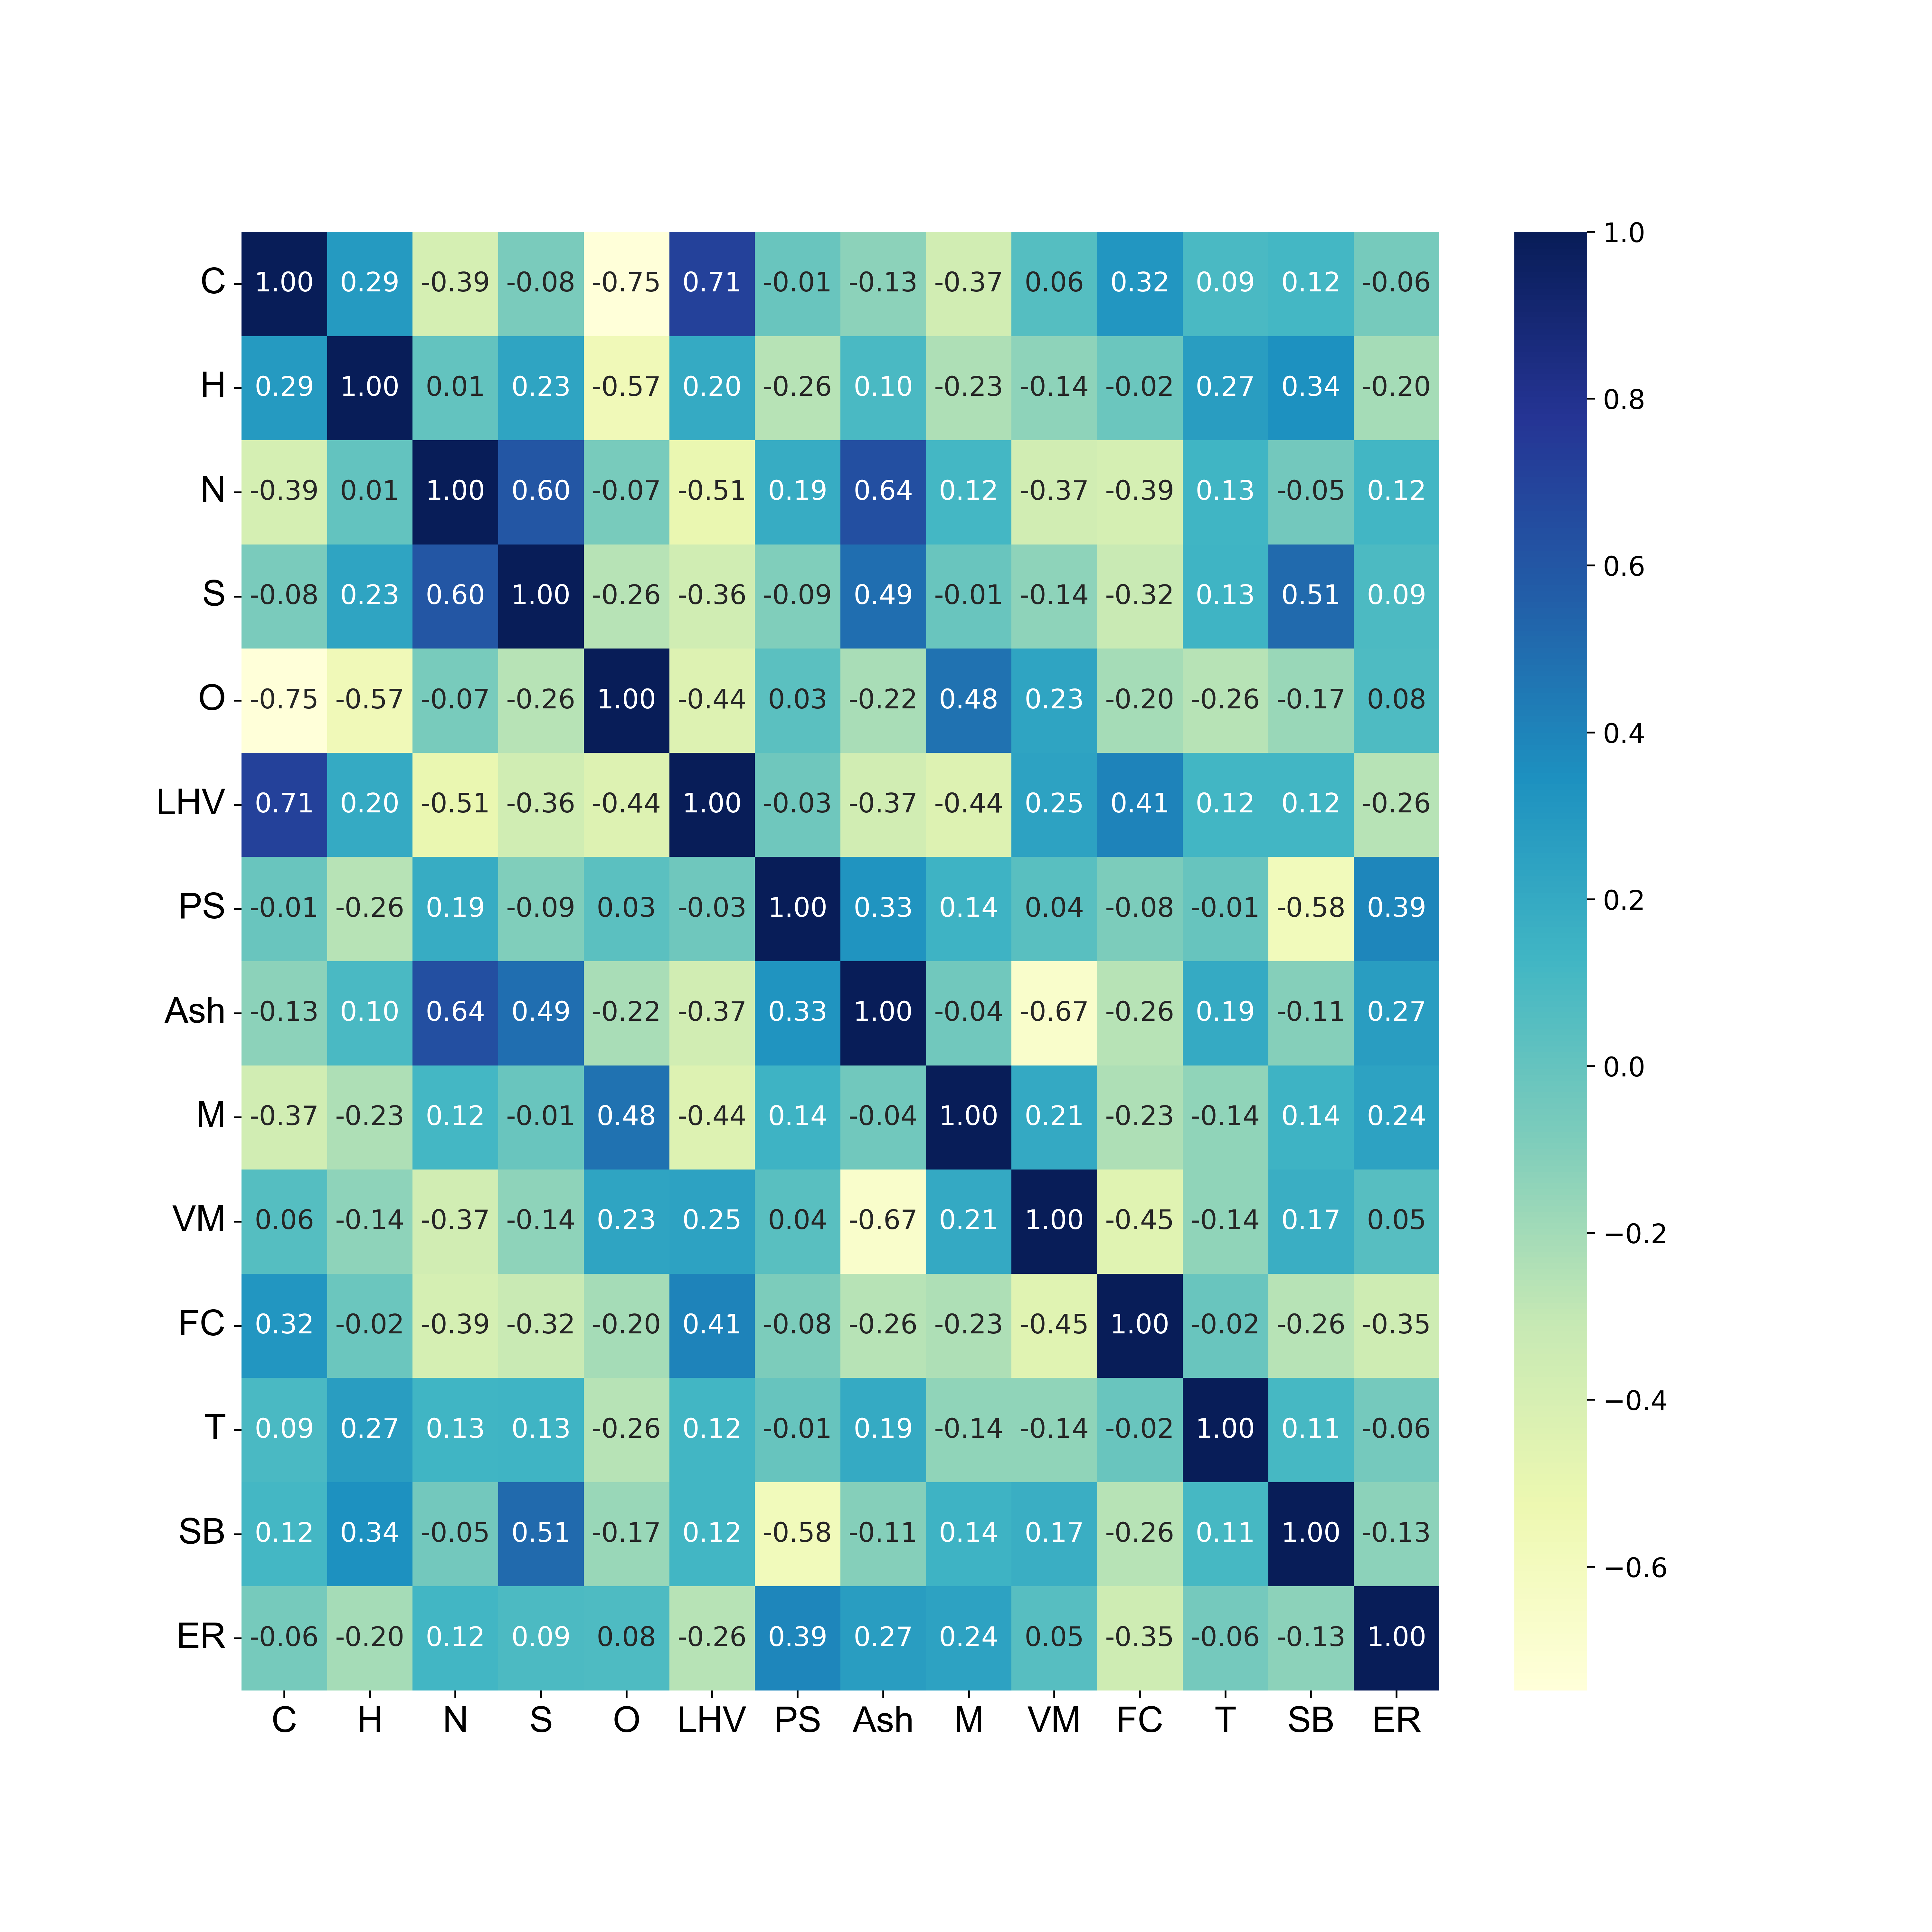 C 1.00 0.29 -0.39 -0.08 -0.75 0.71 -0.01 -0.13 -0.37 0.06 0.32 0.09 0.12 -0.06
H 0.29 1.00 0.01 0.23 -0.57 0.20 -0.26 0.10 -0.23 -0.14 -0.02 0.27 0.34 -0.20
N -0.39 0.01 1.00 0.60 -0.07 -0.51 0.19 0.64 0.12 -0.37 -0.39 0.13 -0.05 0.12
S -0.08 0.23 0.60 1.00 -0.26 -0.36 -0.09 0.49 -0.01 -0.14 -0.32 0.13 0.51 0.09
O -0.75 -0.57 -0.07 -0.26 1.00 -0.44 0.03 -0.22 0.48 0.23 -0.20 -0.26 -0.17 0.08
LHV 0.71 0.20 -0.51 -0.36 -0.44 1.00 -0.03 -0.37 -0.44 0.25 0.41 0.12 0.12 -0.26
PS -0.01 -0.26 0.19 -0.09 0.03 -0.03 1.00 0.33 0.14 0.04 -0.08 -0.01 -0.58 0.39
Ash -0.13 0.10 0.64 0.49 -0.22 -0.37 0.33 1.00 -0.04 -0.67 -0.26 0.19 -0.11 0.27
M -0.37 -0.23 0.12 -0.01 0.48 -0.44 0.14 -0.04 1.00 0.21 -0.23 -0.14 0.14 0.24
VM 0.06 -0.14 -0.37 -0.14 0.23 0.25 0.04 -0.67 0.21 1.00 -0.45 -0.14 0.17 0.05
FC 0.32 -0.02 -0.39 -0.32 -0.20 0.41 -0.08 -0.26 -0.23 -0.45 1.00 -0.02 -0.26 -0.35
T 0.09 0.27 0.13 0.13 -0.26 0.12 -0.01 0.19 -0.14 -0.14 -0.02 1.00 0.11 -0.06
SB 0.12 0.34 -0.05 0.51 -0.17 0.12 -0.58 -0.11 0.14 0.17 -0.26 0.11 1.00 -0.13
ER -0.06 -0.20 0.12 0.09 0.08 -0.26 0.39 0.27 0.24 0.05 -0.35 -0.06 -0.13 1.00
C H N S O LHV PS Ash M VM FC T SB ER
1.0
0.8
0.6
0.4
0.2
0.0
−0.2
−0.4
−0.6